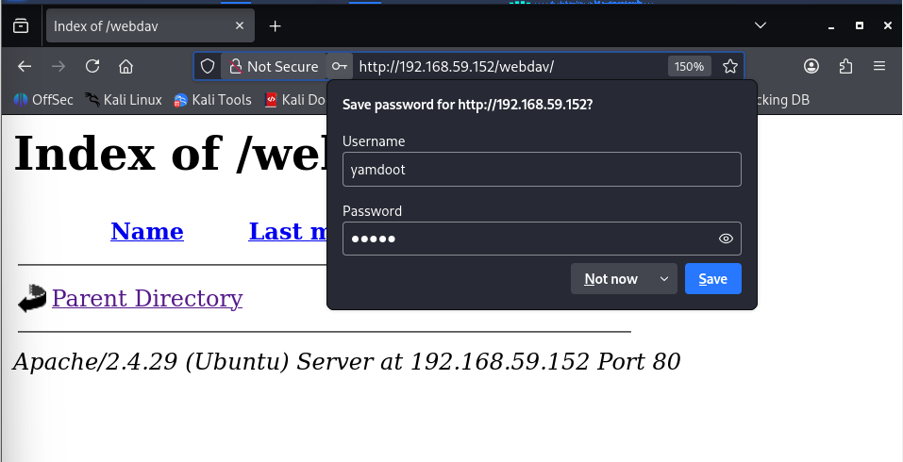 Index of /webdav
Not Secure
http://192.168.59.152/webdav/
150%
OffSec
Kali Linux
Kali Tools
Kali Do
cking DB
Save password for http://192.168.59.152?
Username
yamdoot
Password
●●●●●
Not now
Save
Index of /we
Name
Last m
Parent Directory
Apache/2.4.29 (Ubuntu) Server at 192.168.59.152 Port 80